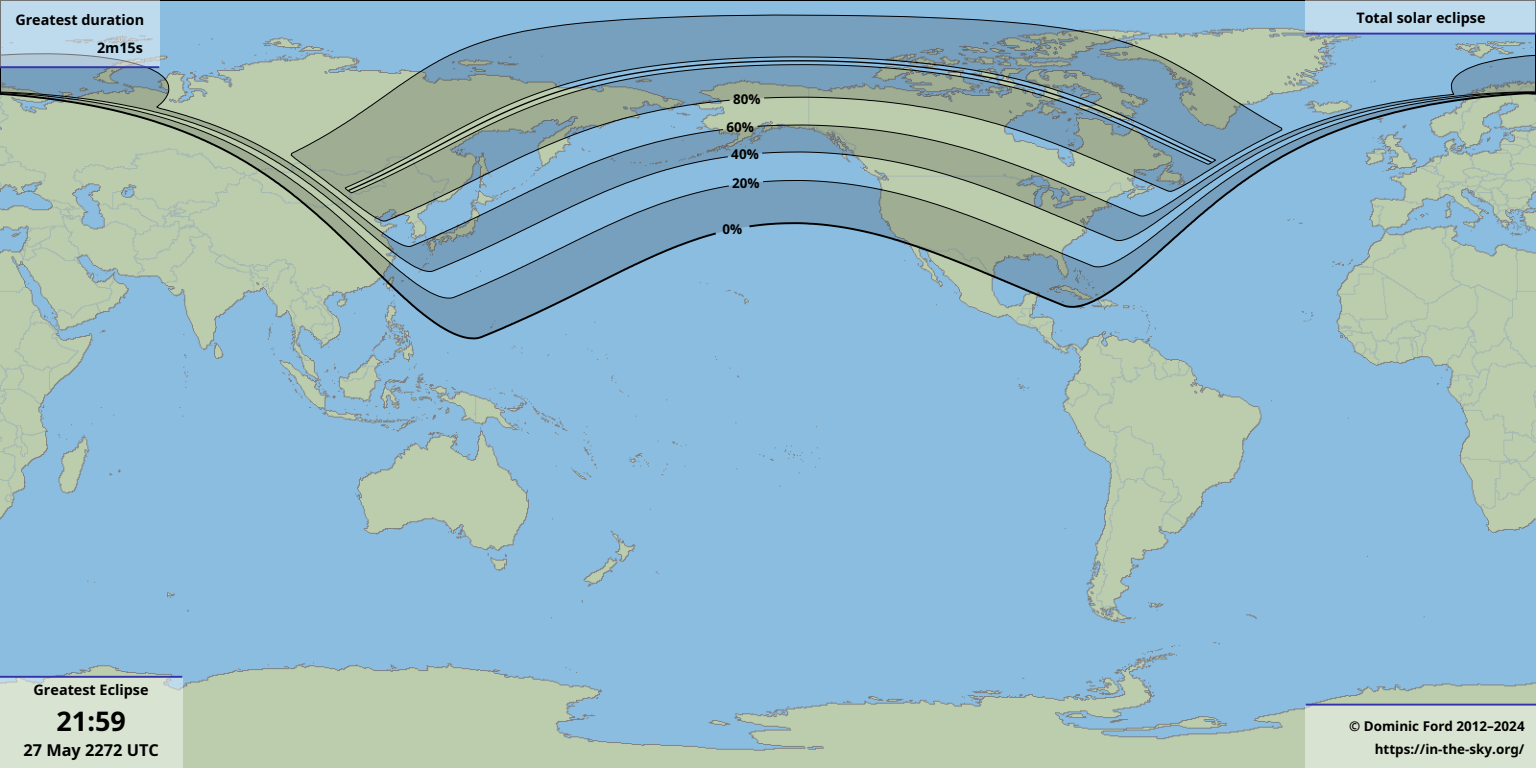 Greatest duration
2m15s
Total solar eclipse
80%
60%
40%
20%
0%
Greatest Eclipse
21:59
27 May 2272 UTC
© Dominic Ford 2012–2024
https://in-the-sky.org/